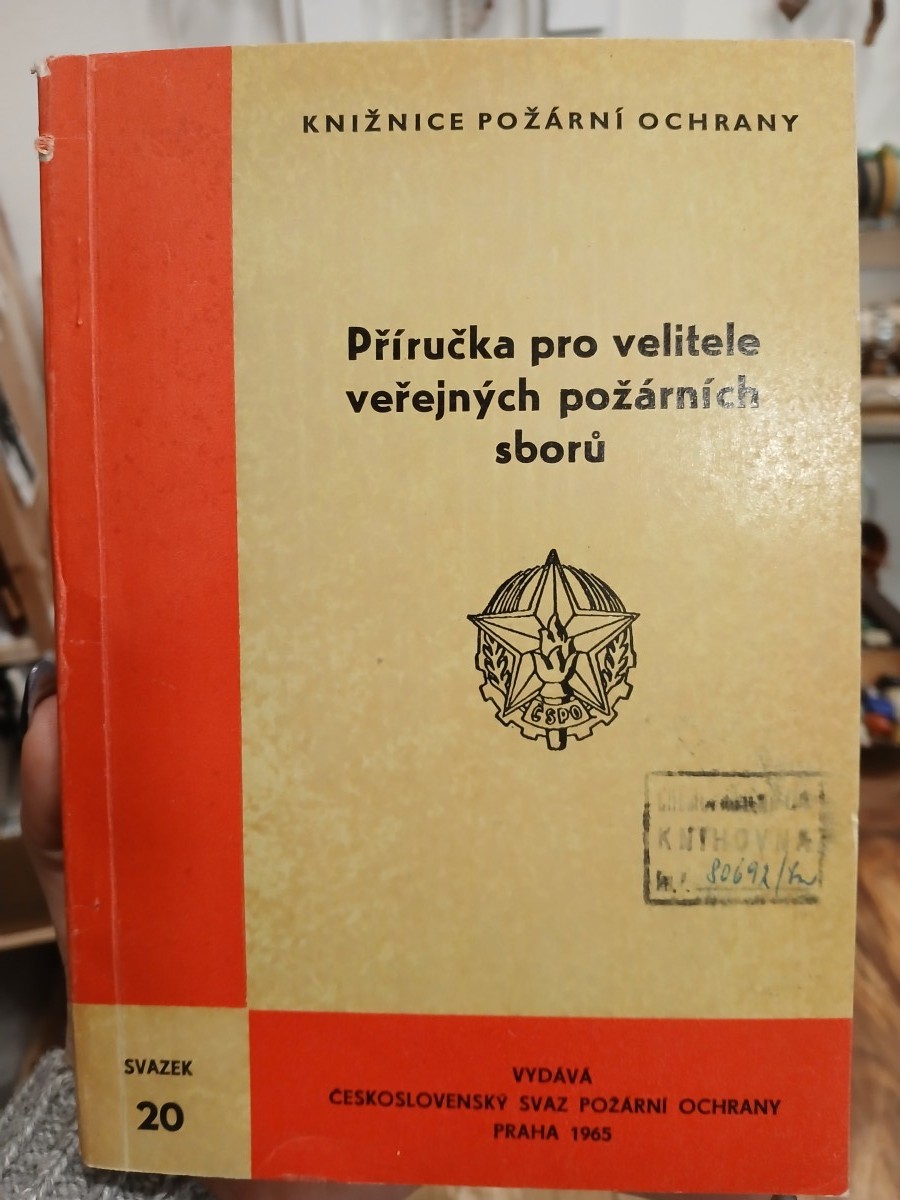 KNIŽNICE POŽÁRNÍ OCHRANY
Příručka pro velitele
veřejných požárních
sborů
ČSPO
KNIHOVNA
80692
SVAZEK
20
VYDÁVÁ
ČESKOSLOVENSKÝ SVAZ POŽÁRNÍ OCHRANY
PRAHA 1965